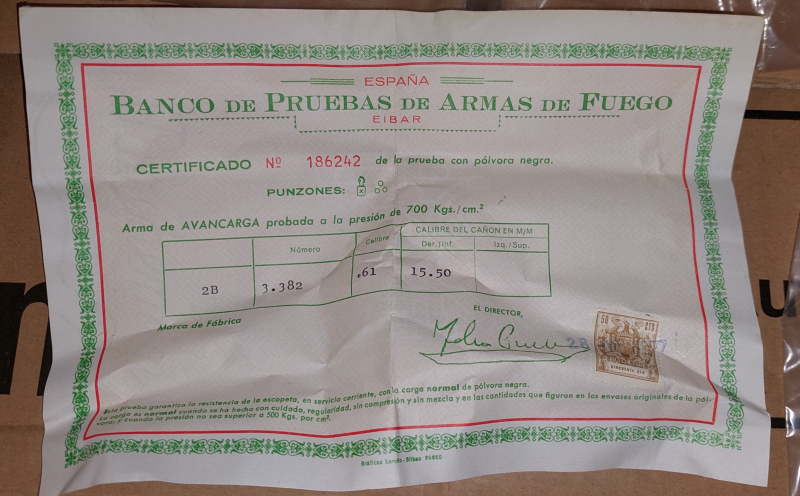 ESPAÑA
BANCO DE PRUEBAS DE ARMAS DE FUEGO
EIBAR
CERTIFICADO Nº 186242 de la prueba con pólvora negra.
PUNZONES:
Arma de AVANCARGA probada a la presión de 700 Kgs./cm.²
Número Calibre CALIBRE DEL CAÑON EN M/M
Der./Inf. Izq./Sup.
2B 3.382 .61 15.50
Marca de Fábrica
EL DIRECTOR,
50 CTS
28
CINCUENTA CTS
Esta prueba garantiza la resistencia de la escopeta, en servicio corriente, con la carga normal de pólvora negra.
La carga es normal cuando se ha hecho con cuidado, regularidad, sin compresión y sin mezcla y en las cantidades que figuran en los envases originales de la pól-
vora; y cuando la presión no sea superior a 500 Kgs. por cm².